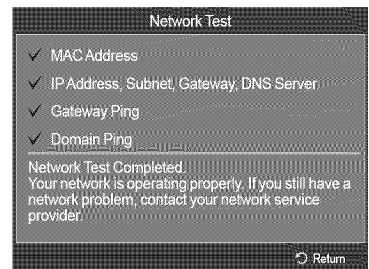 Network Test
MAC Address
IP Address, Subnet, Gateway, DNS Server
Gateway Ping
Domain Ping
Network Test Completed.
Your network is operating properly. If you still have a
network problem, contact your network service
provider.
Return